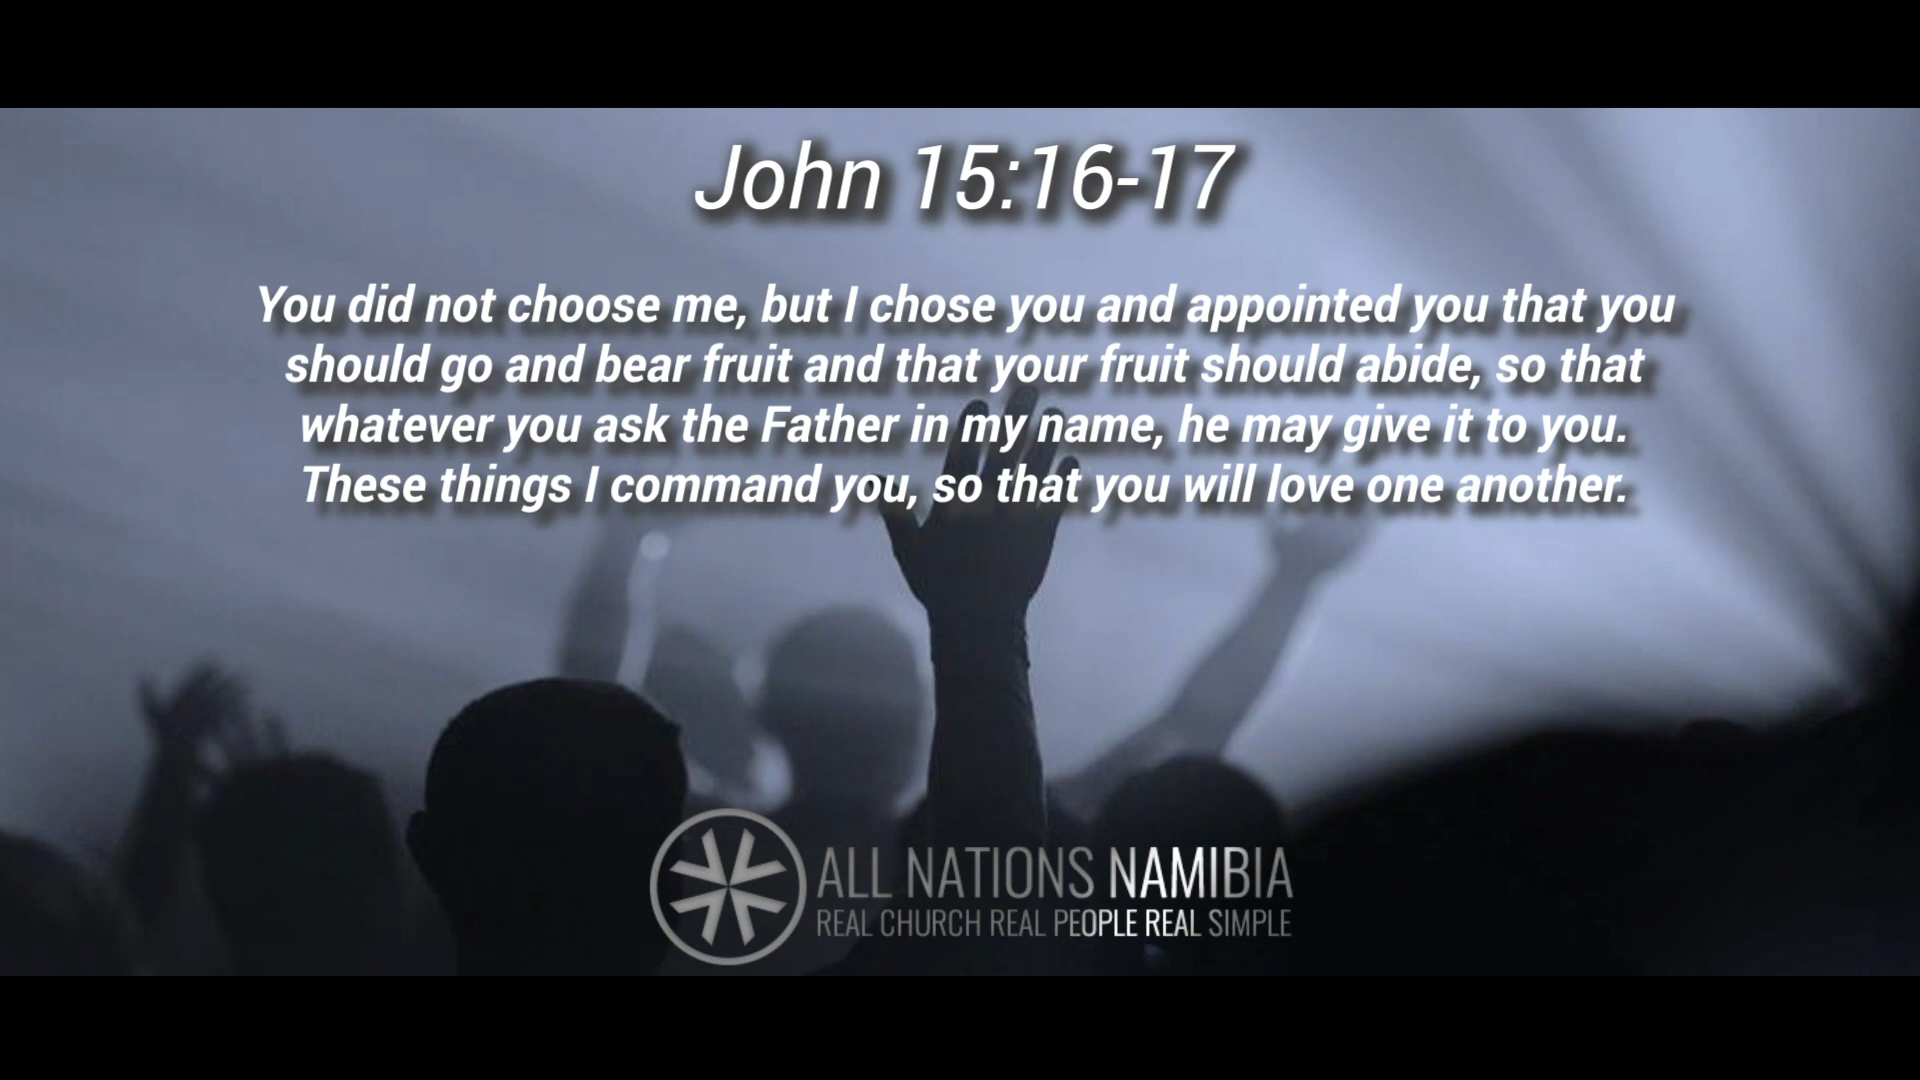 John 15:16-17
You did not choose me, but I chose you and appointed you that you
should go and bear fruit and that your fruit should abide, so that
whatever you ask the Father in my name, he may give it to you.
These things I command you, so that you will love one another.
ALL NATIONS NAMIBIA
REAL CHURCH REAL PEOPLE REAL SIMPLE